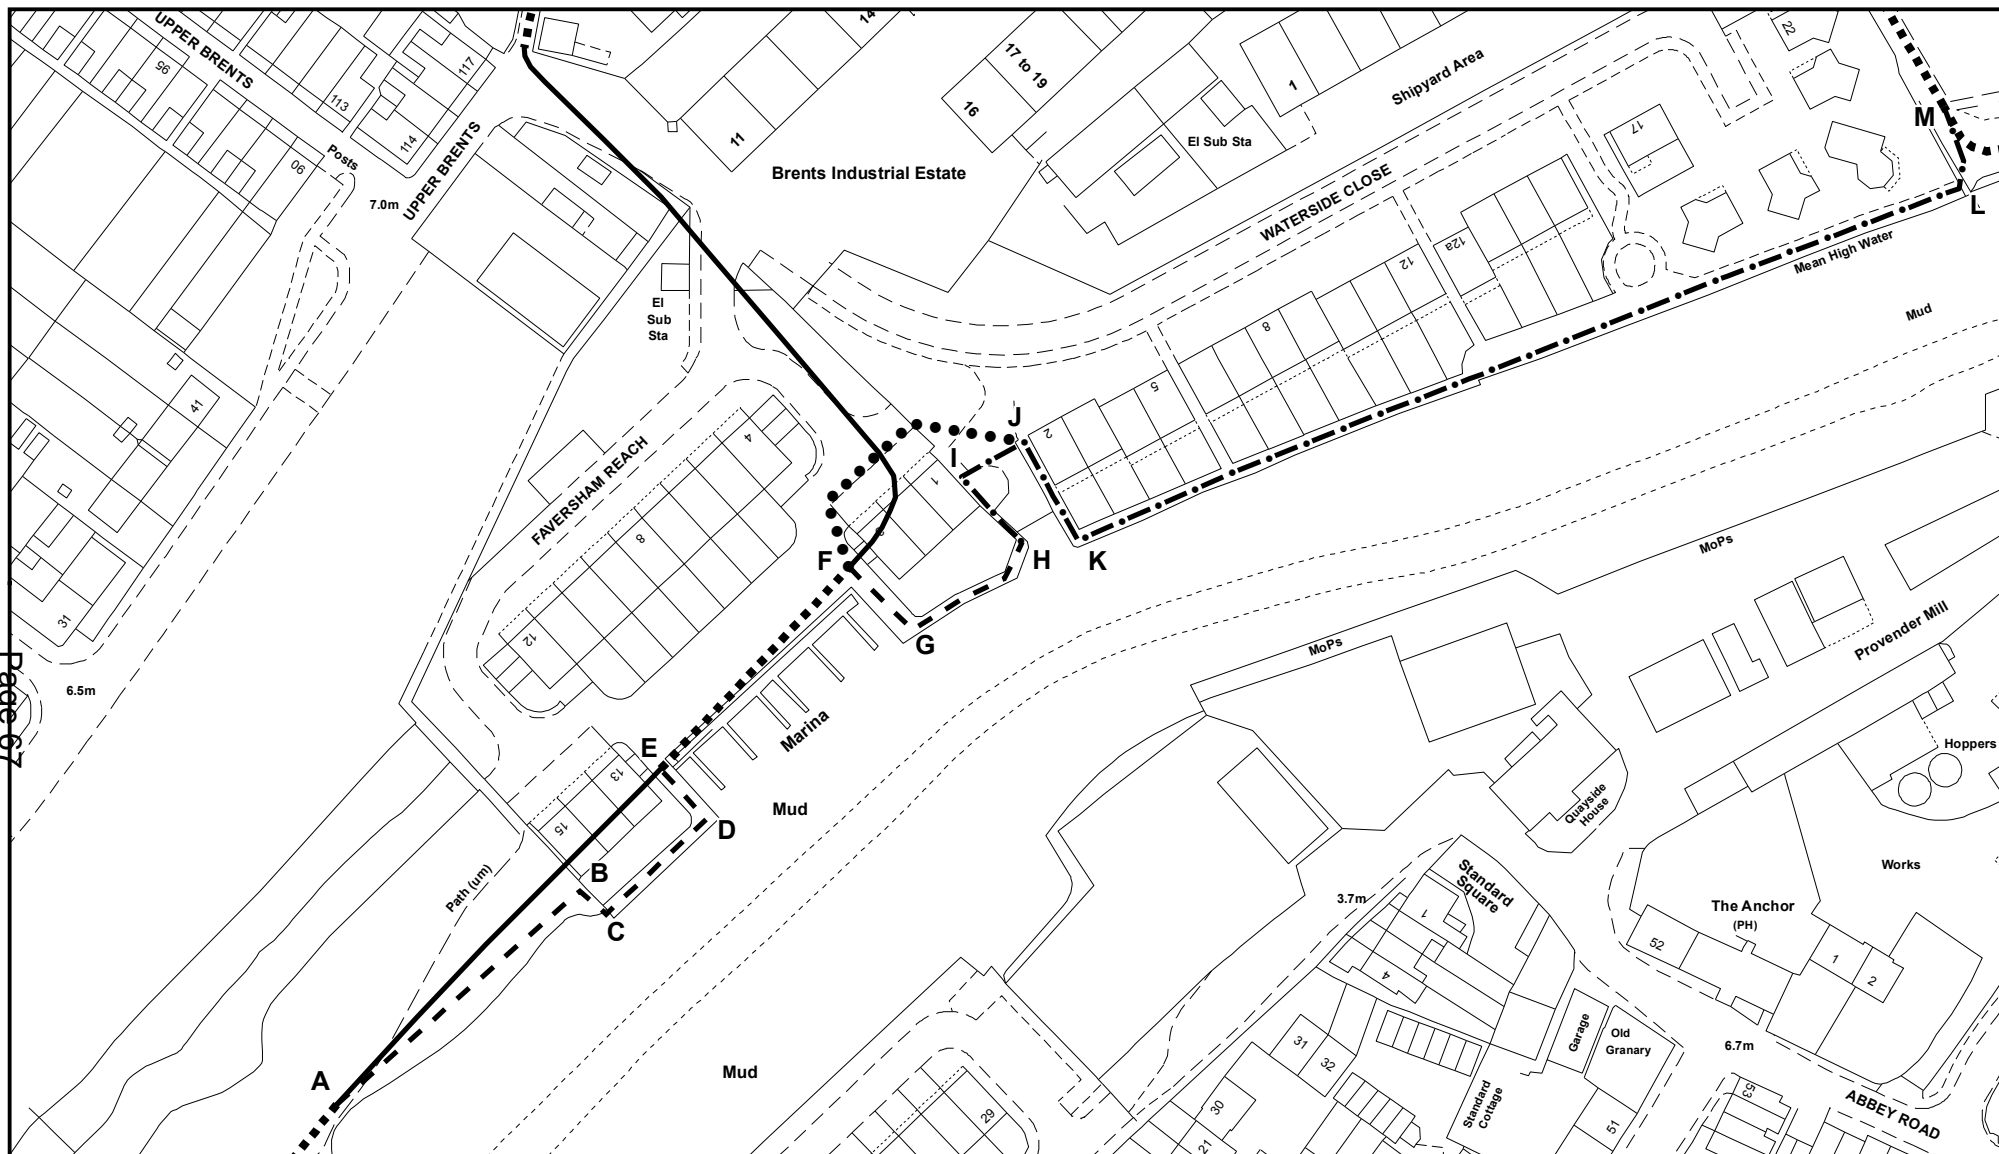 UPPER BRENTS
95
113
117
114
90
Posts
7.0m
UPPER BRENTS
14
11
17 to 19
16
Brents Industrial Estate
1
Shipyard Area
El Sub Sta
WATERSIDE CLOSE
17
22
M
L
Mean High Water
Mud
12a
12
8
5
2
J
I
1
H
K
F
G
El
Sub
Sta
FAVERSHAM REACH
4
8
12
41
31
6.5m
Page 67
E
13
15
D
B
C
A
Marina
Mud
Path (um)
Mud
MoPs
MoPs
Provender Mill
Hoppers
Quayside
House
Works
Standard
Square
3.7m
1
4
The Anchor
(PH)
52
1
2
31
32
30
21
29
Garage
Old
Granary
Standard
Cottage
51
6.7m
53
ABBEY ROAD